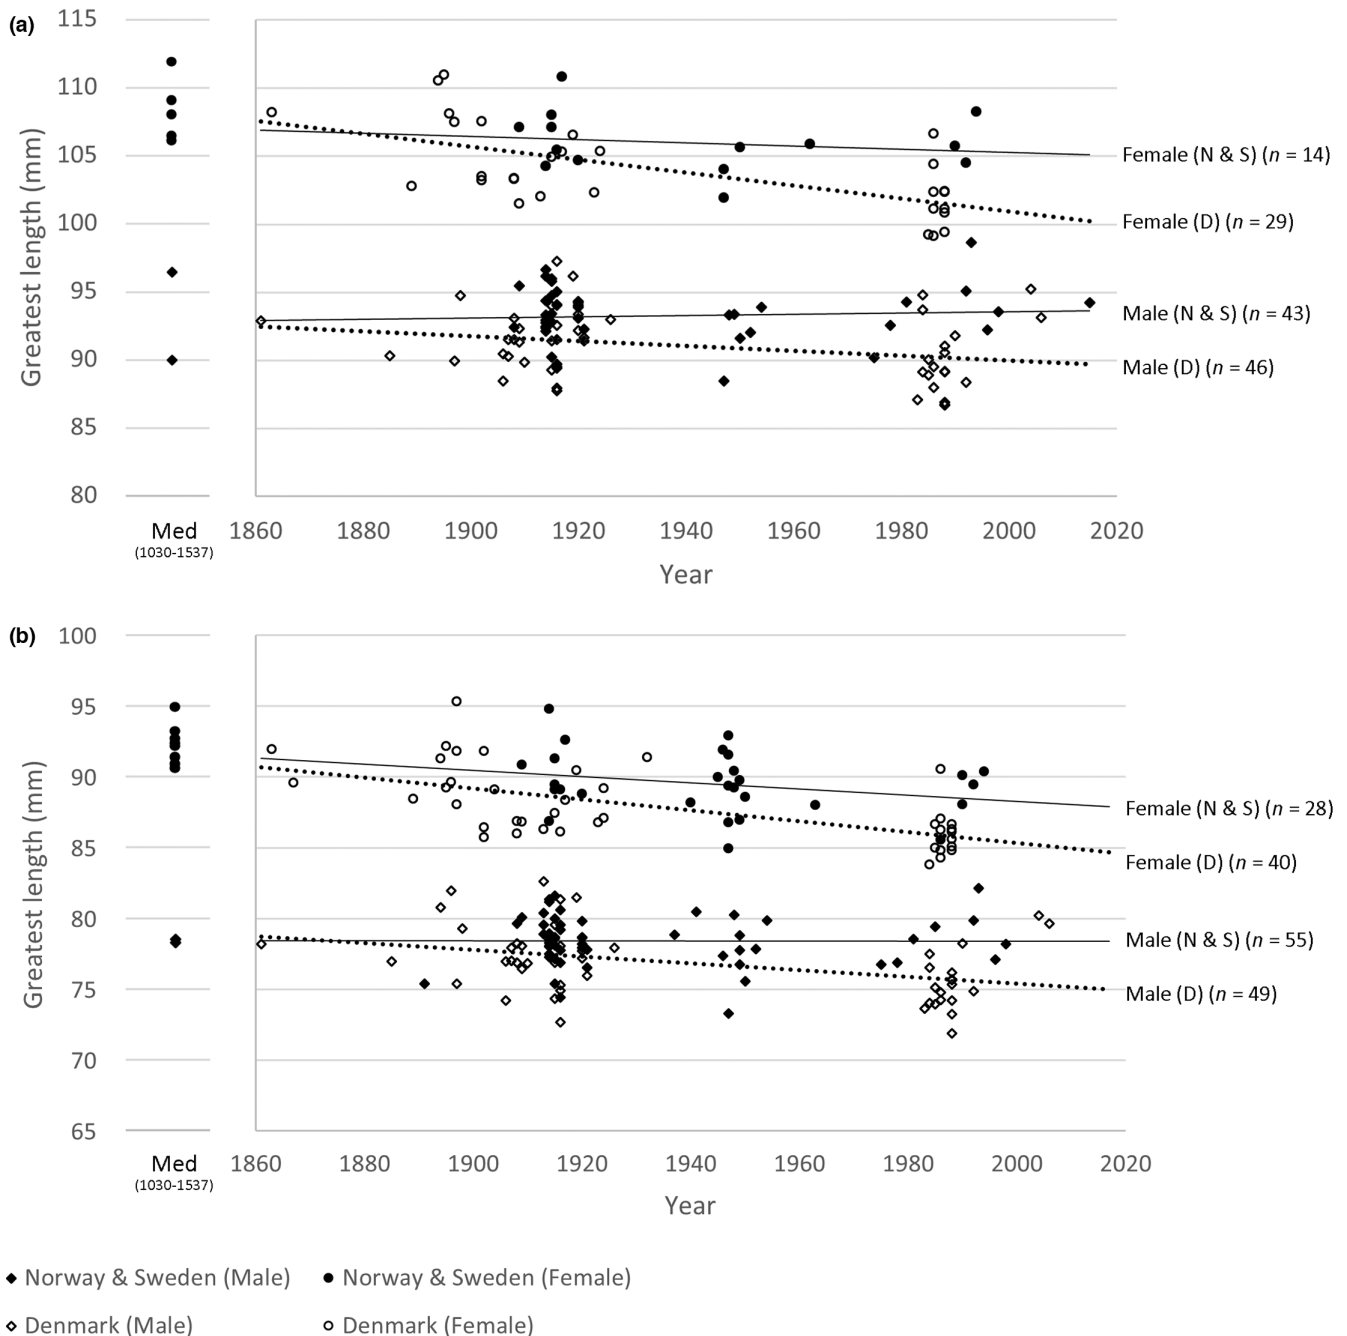 (a)
115
110
105
100
95
90
85
80
Greatest length (mm)
Female (N & S) (n = 14)
Female (D) (n = 29)
Male (N & S) (n = 43)
Male (D) (n = 46)
Med
(1030-1537)
1860 1880 1900 1920 1940 1960 1980 2000 2020
Year
(b)
100
95
90
85
80
75
70
65
Greatest length (mm)
Female (N & S) (n = 28)
Female (D) (n = 40)
Male (N & S) (n = 55)
Male (D) (n = 49)
Med
(1030-1537)
1860 1880 1900 1920 1940 1960 1980 2000 2020
Year
Norway & Sweden (Male) Norway & Sweden (Female)
Denmark (Male) Denmark (Female)